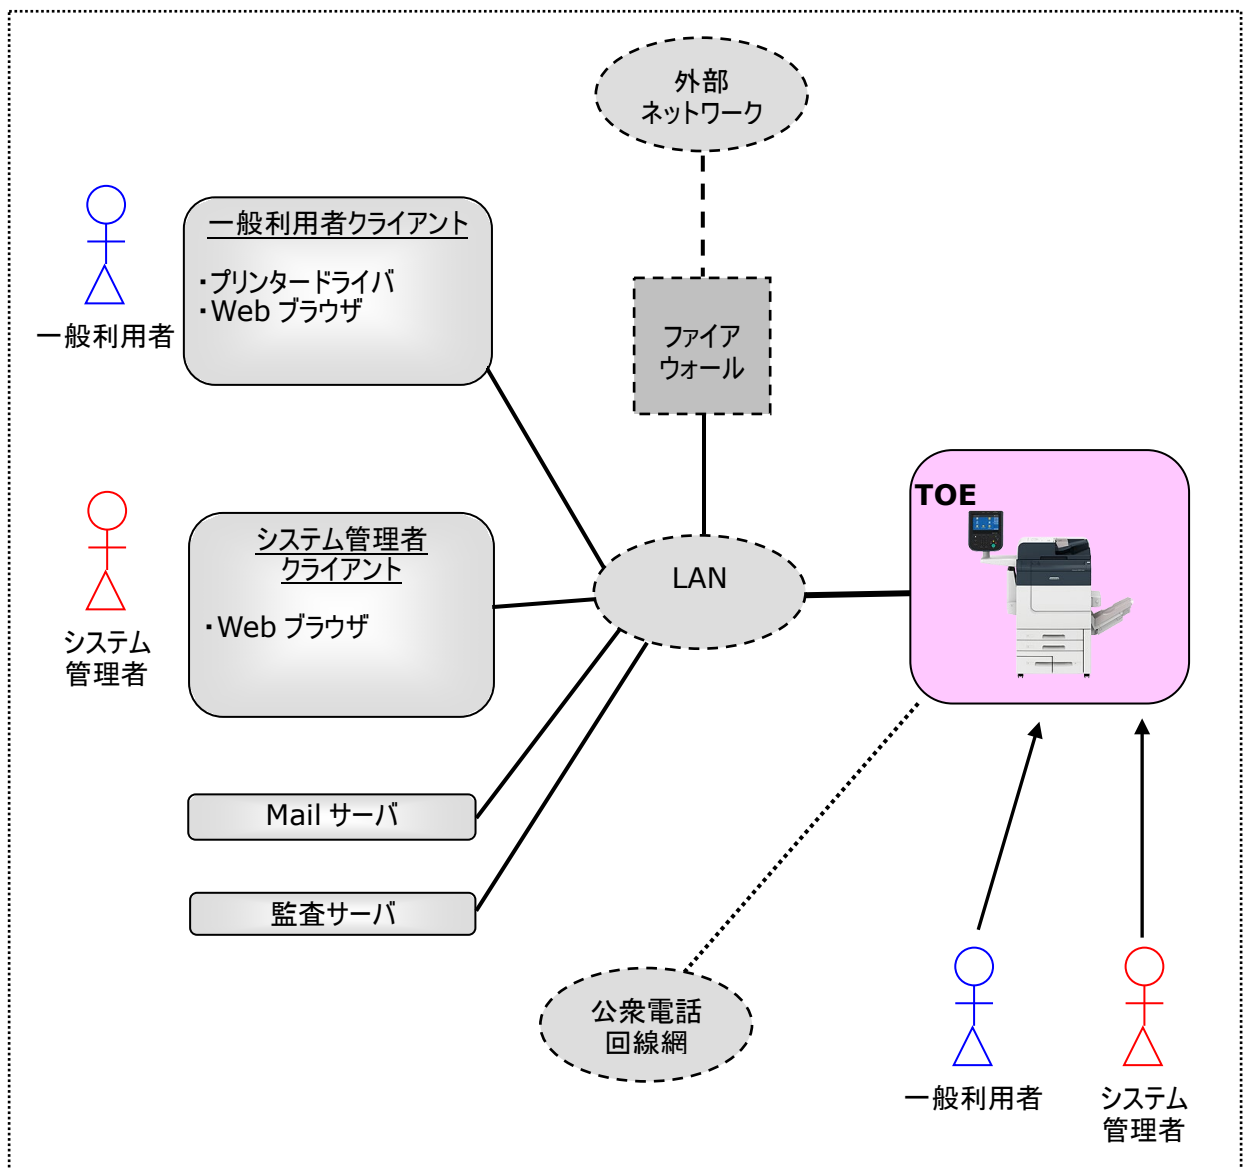 外部
ネットワーク
一般利用者クライアント
・プリンタードライバ
・Web ブラウザ
一般利用者
ファイア
ウォール
TOE
システム管理者
クライアント
・Web ブラウザ
システム
管理者
LAN
Mail サーバ
監査サーバ
公衆電話
回線網
一般利用者
システム
管理者